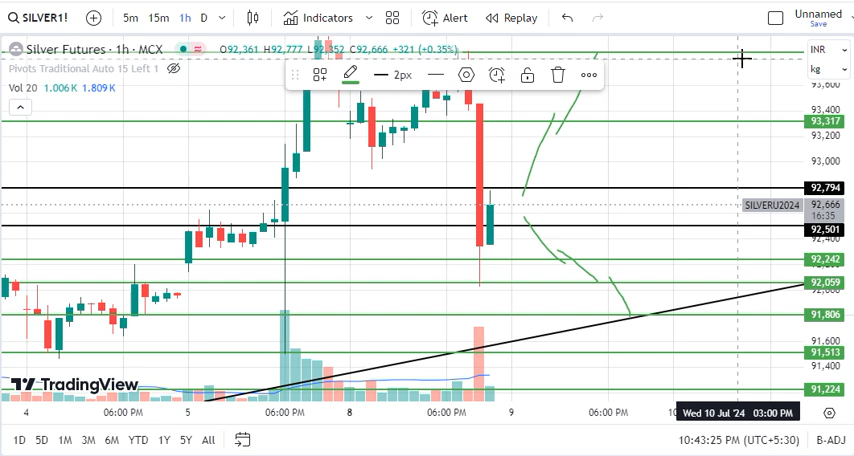 SILVER1! 5m 15m 1h D Indicators Alert Replay Unnamed
Save
Silver Futures · 1h · MCX O92,361 H92,777 L92,352 C92,666 +321 (+0.35%) INR
Pivots Traditional Auto 15 Left 1 2px kg
Vol 20 1.006 K 1.809 K
93,600
93,400
93,317
93,200
93,000
92,794
SILVERU2024 92,666
16:35
92,501
92,400
92,242
92,059
92,000
91,806
91,600
91,513
91,400
TradingView
91,224
4 06:00 PM 5 06:00 PM 8 06:00 PM 9 06:00 PM Wed 10 Jul '24 03:00 PM
1D 5D 1M 3M 6M YTD 1Y 5Y All 10:43:25 PM (UTC+5:30) B-ADJ